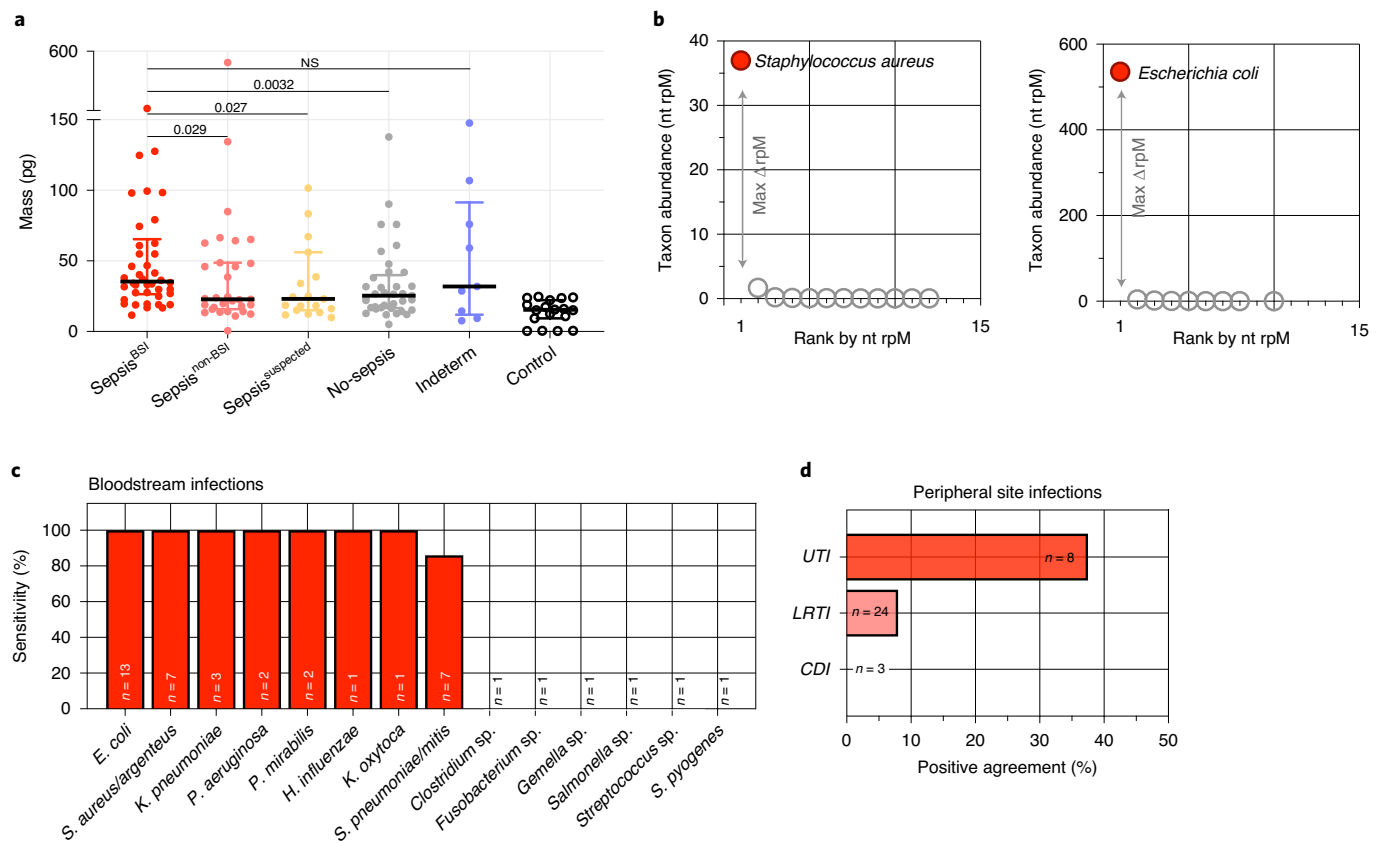 a
600
150
100
50
0
Mass (pg)
NS
0.0032
0.027
0.029
Sepsis^BSI
Sepsis^non-BSI
Sepsis^suspected
No-sepsis
Indeterm
Control
b
40
30
20
10
0
Taxon abundance (nt rpM)
Staphylococcus aureus
Max ΔrpM
1
15
Rank by nt rpM
600
400
200
0
Taxon abundance (nt rpM)
Escherichia coli
Max ΔrpM
1
15
Rank by nt rpM
c
Bloodstream infections
100
80
60
40
20
0
Sensitivity (%)
n = 13
n = 7
n = 3
n = 2
n = 2
n = 1
n = 1
n = 7
n = 1
n = 1
n = 1
n = 1
n = 1
n = 1
E. coli
S. aureus/argenteus
K. pneumoniae
P. aeruginosa
P. mirabilis
H. influenzae
K. oxytoca
S. pneumoniae/mitis
Clostridium sp.
Fusobacterium sp.
Gemella sp.
Salmonella sp.
Streptococcus sp.
S. pyogenes
d
Peripheral site infections
UTI
n = 8
LRTI
n = 24
CDI
n = 3
0
10
20
30
40
50
Positive agreement (%)